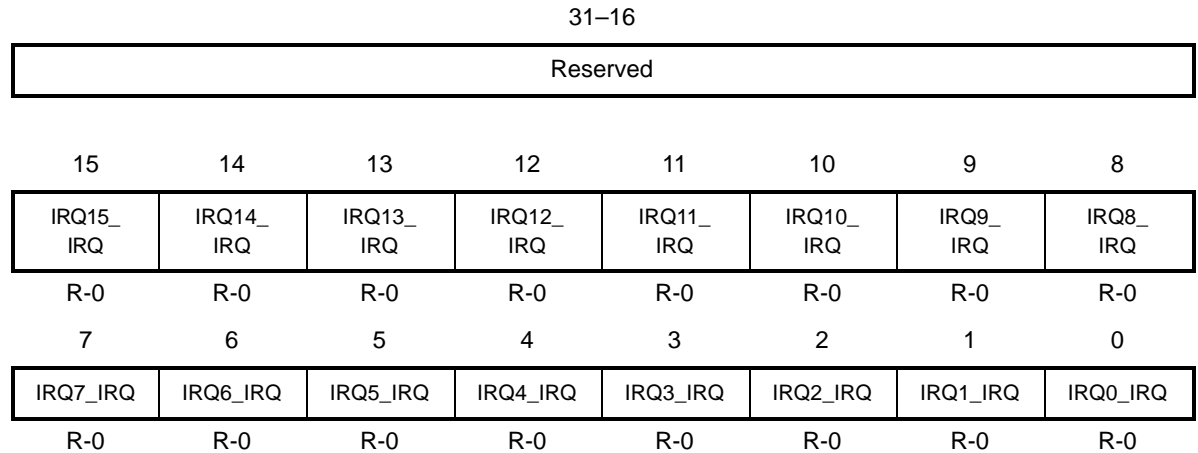 31–16
Reserved
15 14 13 12 11 10 9 8
IRQ15_ IRQ14_ IRQ13_ IRQ12_ IRQ11_ IRQ10_ IRQ9_ IRQ8_
IRQ IRQ IRQ IRQ IRQ IRQ IRQ IRQ
R-0 R-0 R-0 R-0 R-0 R-0 R-0 R-0
7 6 5 4 3 2 1 0
IRQ7_IRQ IRQ6_IRQ IRQ5_IRQ IRQ4_IRQ IRQ3_IRQ IRQ2_IRQ IRQ1_IRQ IRQ0_IRQ
R-0 R-0 R-0 R-0 R-0 R-0 R-0 R-0